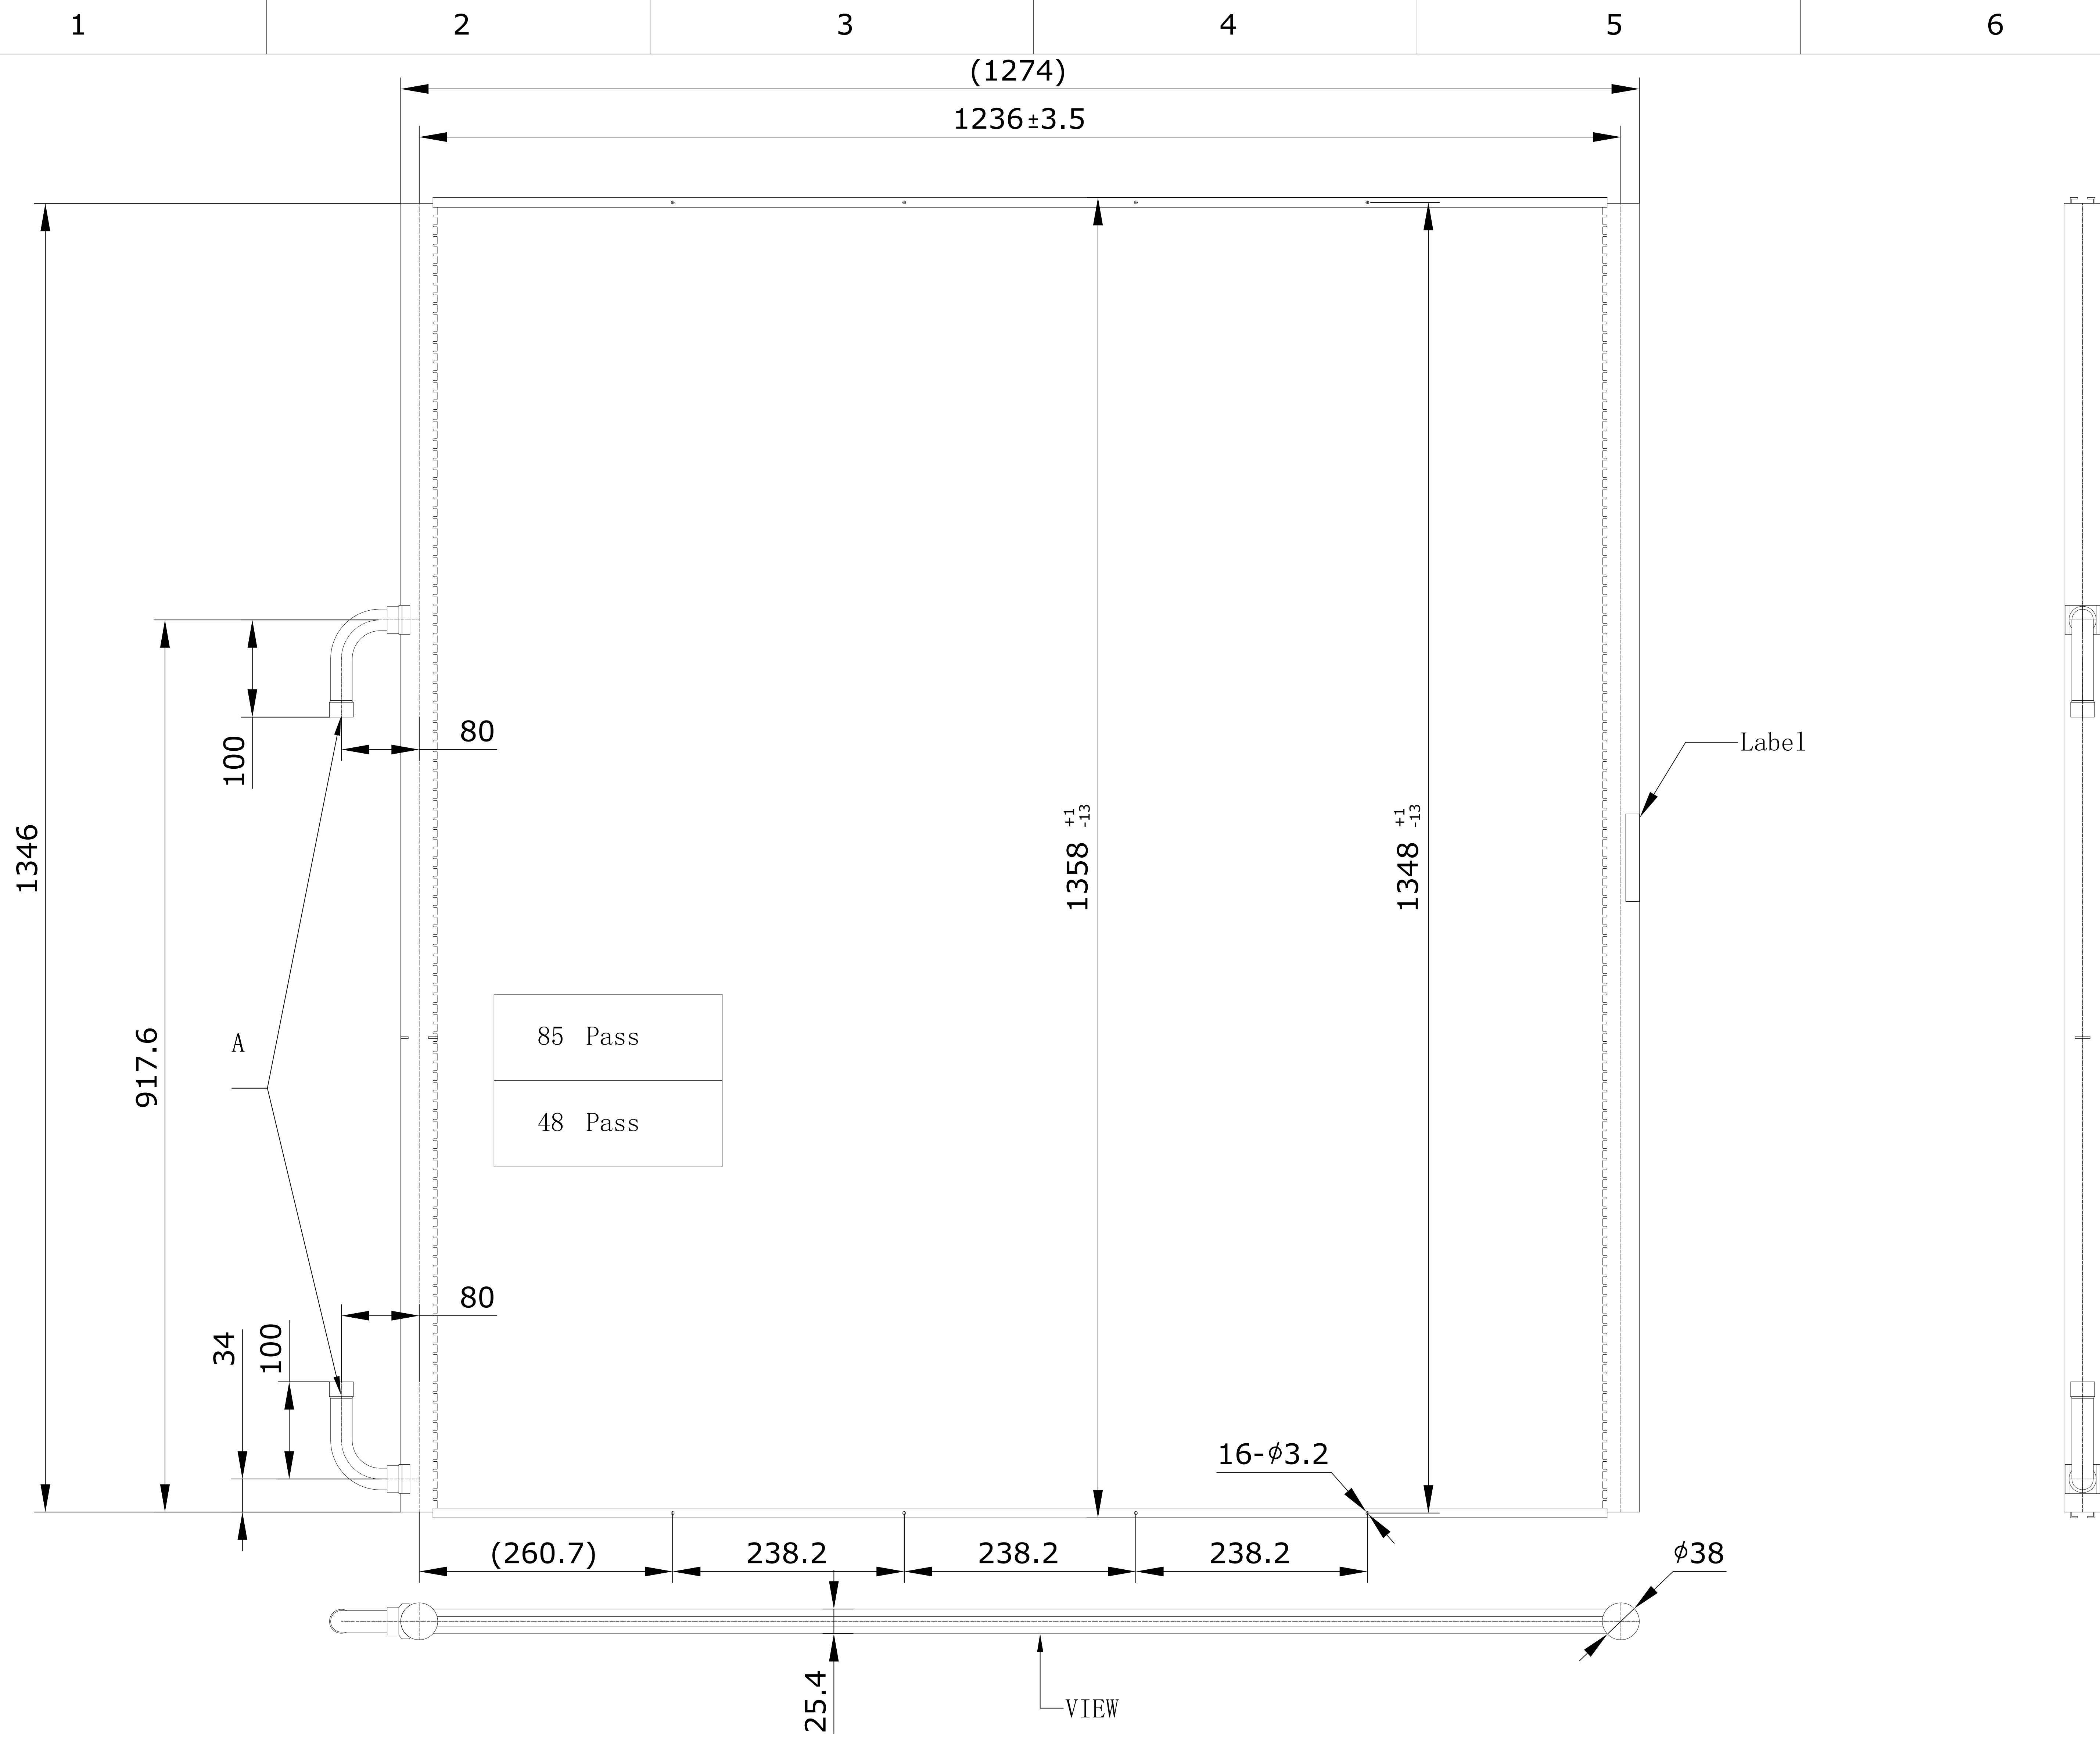 1 2 3 4 5 6
(1274)
1236±3.5
100
80
Label
1346
1358 +1 -13
1348 +1 -13
917.6
A
85 Pass
48 Pass
80
34
100
16-ϕ3.2
(260.7) 238.2 238.2 238.2
ϕ38
25.4
VIEW